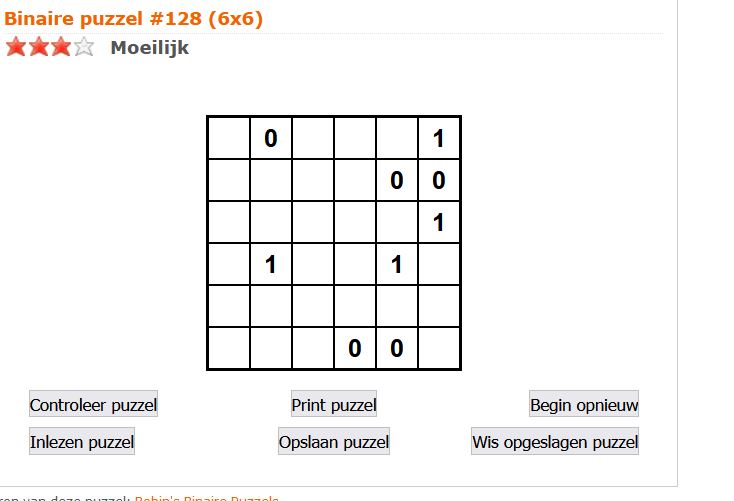 Binaire puzzel #128 (6x6)
Moeilijk
0 1
0 0
1
1 1
0 0
Controleer puzzel Print puzzel Begin opnieuw
Inlezen puzzel Opslaan puzzel Wis opgeslagen puzzel
van deze puzzel: Robin's Binaire Puzzels